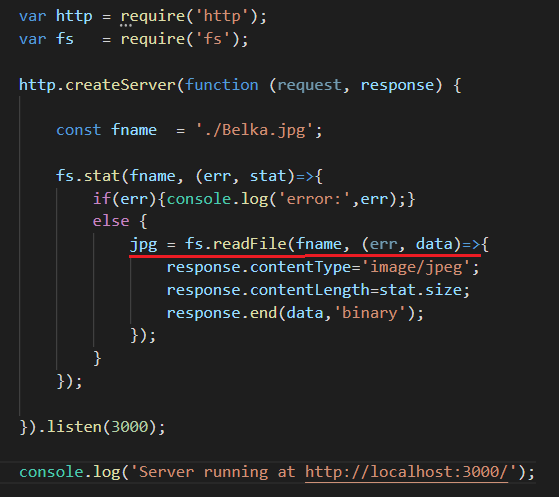 var http = require('http');
var fs   = require('fs');
http.createServer(function (request, response) {
const fname  = './Belka.jpg';
fs.stat(fname, (err, stat)=>{
if(err){console.log('error:',err);}
else {
jpg = fs.readFile(fname, (err, data)=>{
response.contentType='image/jpeg';
response.contentLength=stat.size;
response.end(data,'binary');
});
}
});
}).listen(3000);
console.log('Server running at http://localhost:3000/');